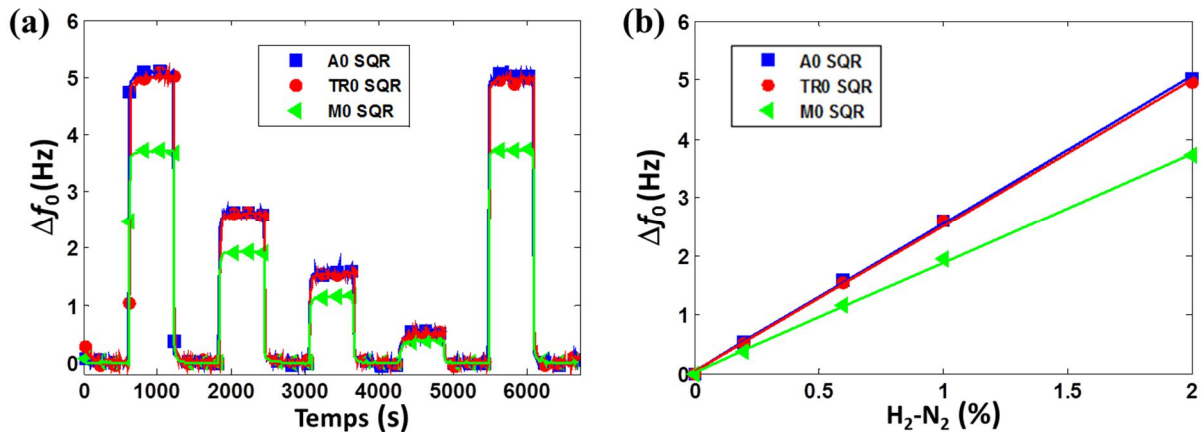 (a)
Δf0 (Hz)
6
5
4
3
2
1
0
A0 SQR
TR0 SQR
M0 SQR
0 1000 2000 3000 4000 5000 6000
Temps (s)
(b)
Δf0 (Hz)
6
5
4
3
2
1
0
A0 SQR
TR0 SQR
M0 SQR
0 0.5 1 1.5 2
H2-N2 (%)